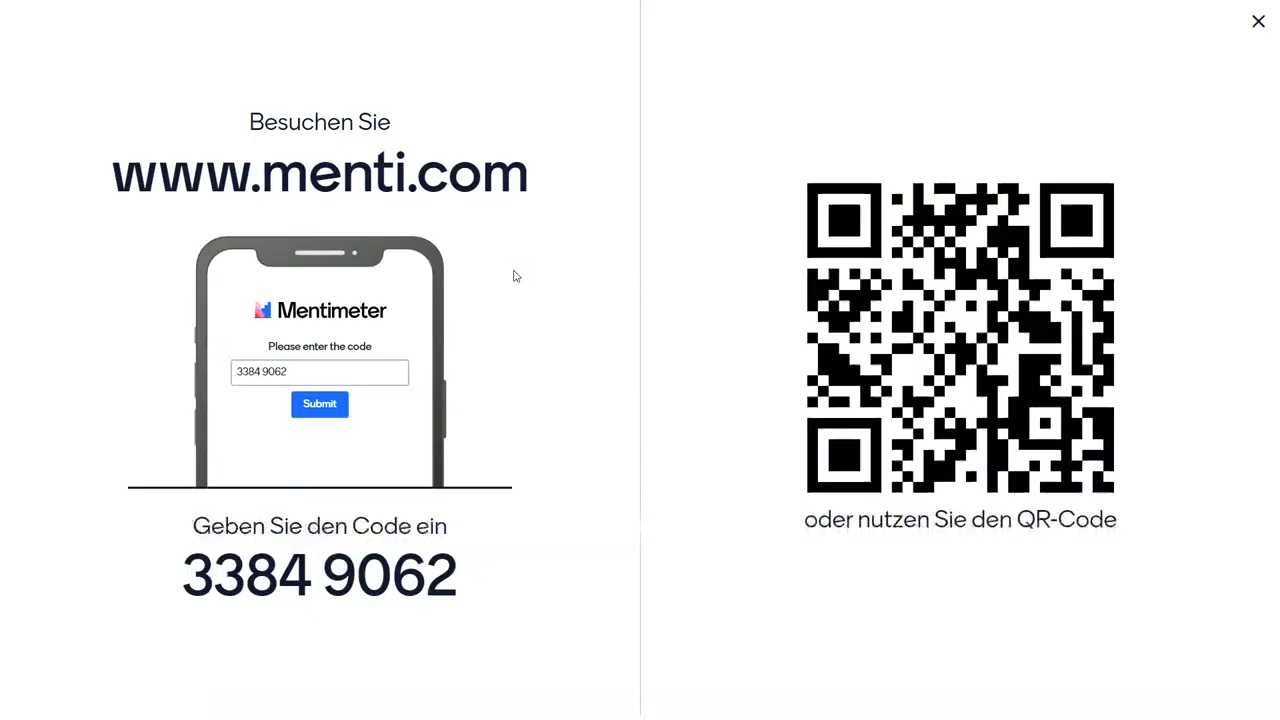 Besuchen Sie
www.menti.com
Mentimeter
Please enter the code
3384 9062
Submit
Geben Sie den Code ein
3384 9062
oder nutzen Sie den QR-Code